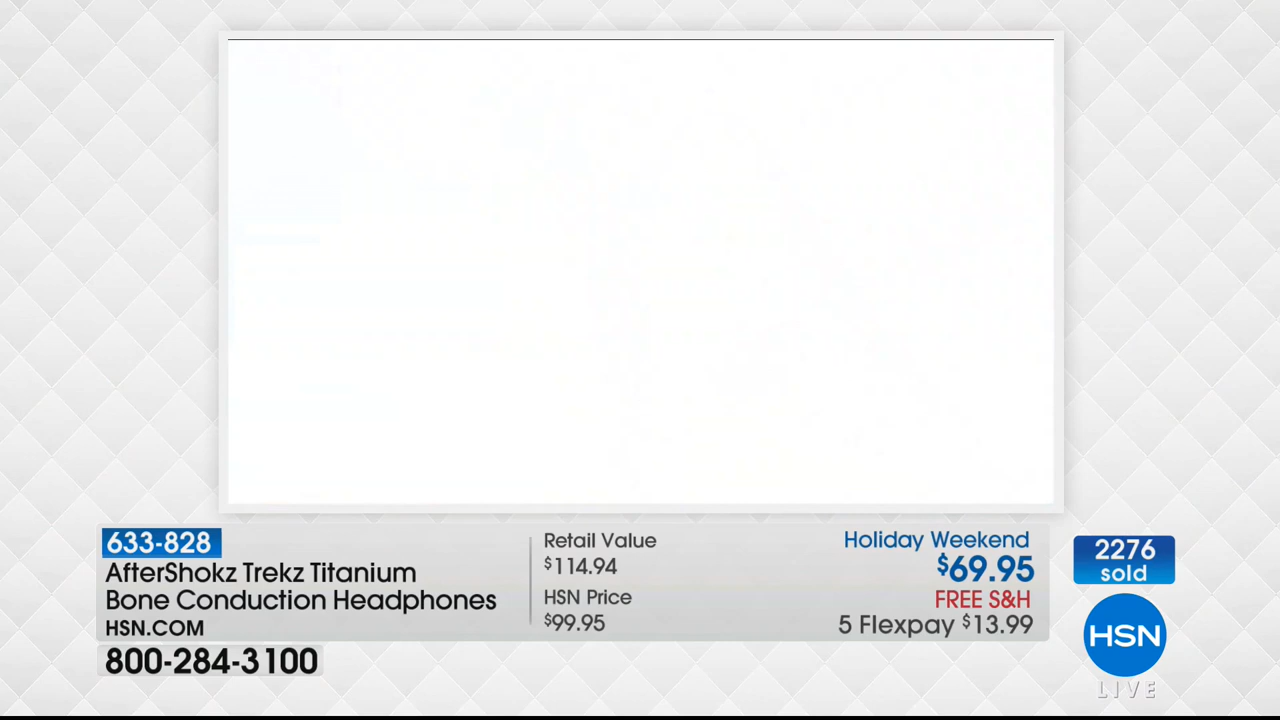 633-828
AfterShokz Trekz Titanium
Bone Conduction Headphones
HSN.COM
800-284-3100
Retail Value
$114.94
HSN Price
$99.95
Holiday Weekend
$69.95
FREE S&H
5 Flexpay $13.99
2276
sold
HSN
LIVE